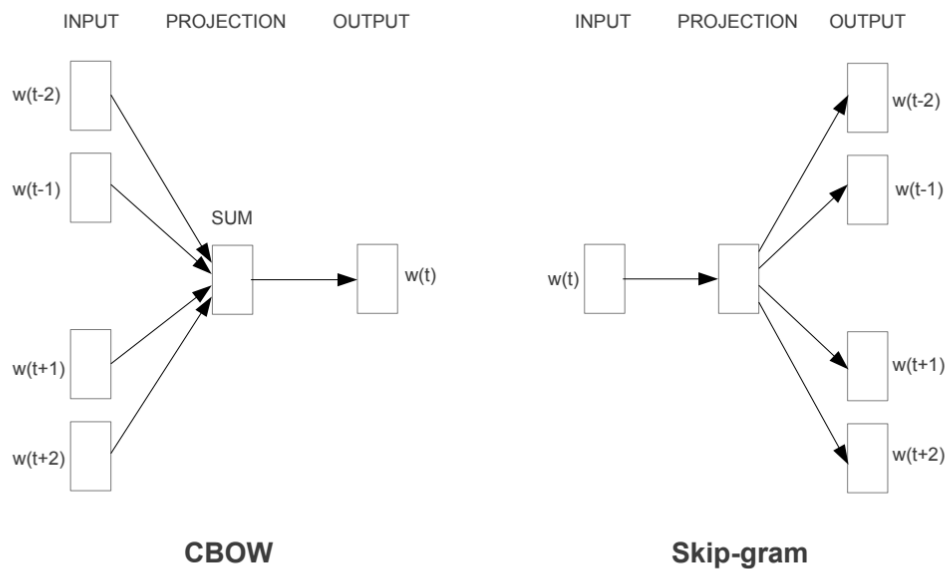 INPUT PROJECTION OUTPUT
w(t-2)
w(t-1)
SUM
w(t)
w(t+1)
w(t+2)
CBOW
INPUT PROJECTION OUTPUT
w(t-2)
w(t-1)
w(t)
w(t+1)
w(t+2)
Skip-gram